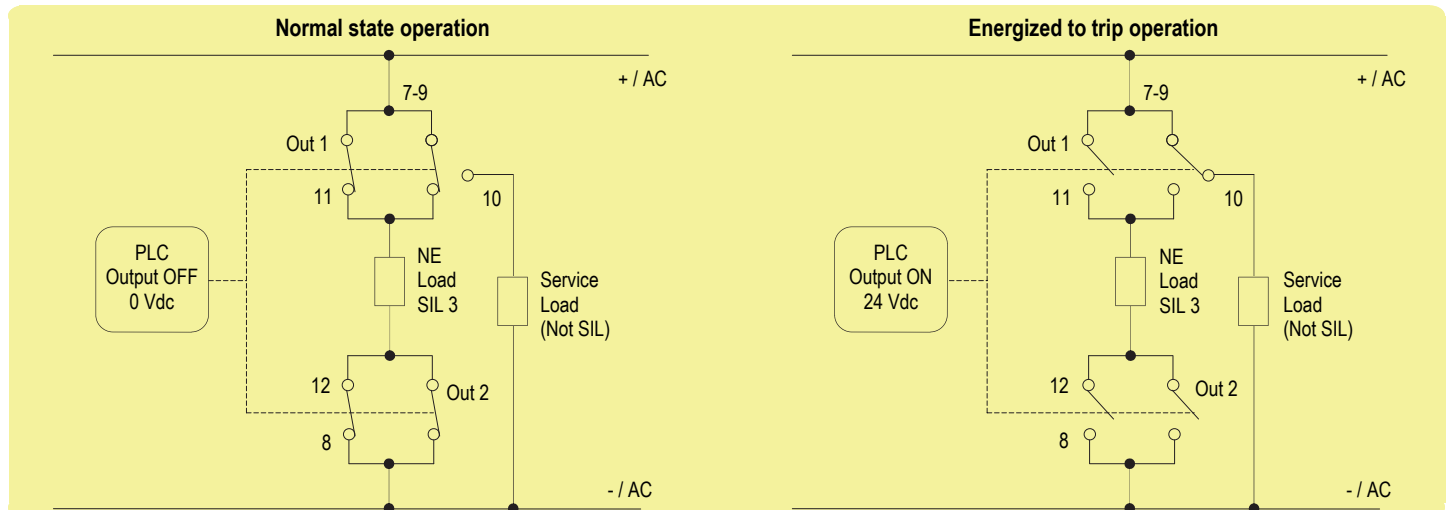 Normal state operation
+ / AC
7-9
Out 1
11
10
PLC
Output OFF
0 Vdc
NE
Load
SIL 3
Service
Load
(Not SIL)
12
Out 2
8
- / AC
Energized to trip operation
+ / AC
7-9
Out 1
11
10
PLC
Output ON
24 Vdc
NE
Load
SIL 3
Service
Load
(Not SIL)
12
Out 2
8
- / AC